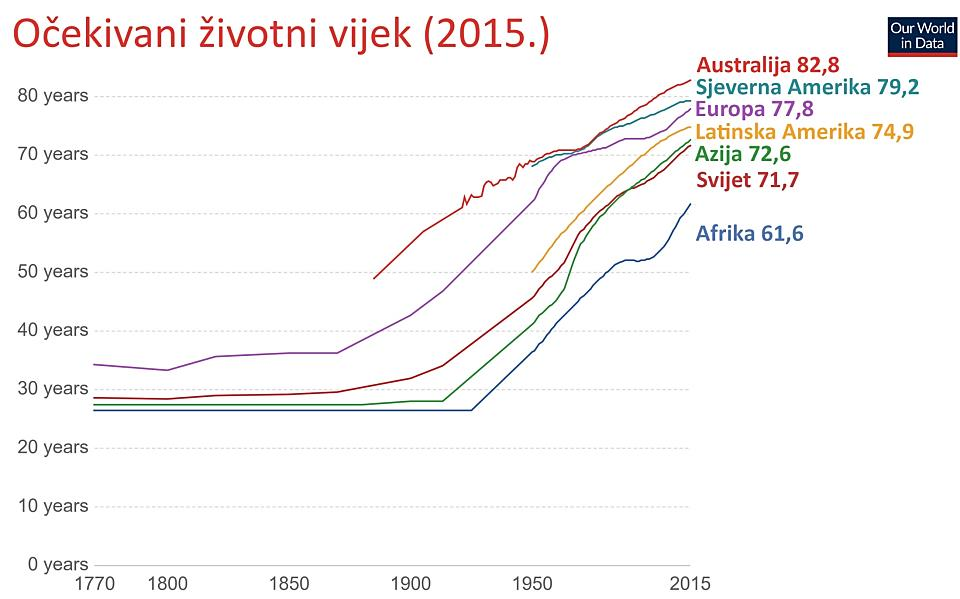 Očekivani životni vijek (2015.)
Our World
in Data
Australija 82,8
Sjeverna Amerika 79,2
Europa 77,8
Latinska Amerika 74,9
Azija 72,6
Svijet 71,7
Afrika 61,6
80 years
70 years
60 years
50 years
40 years
30 years
20 years
10 years
0 years
1770 1800 1850 1900 1950 2015